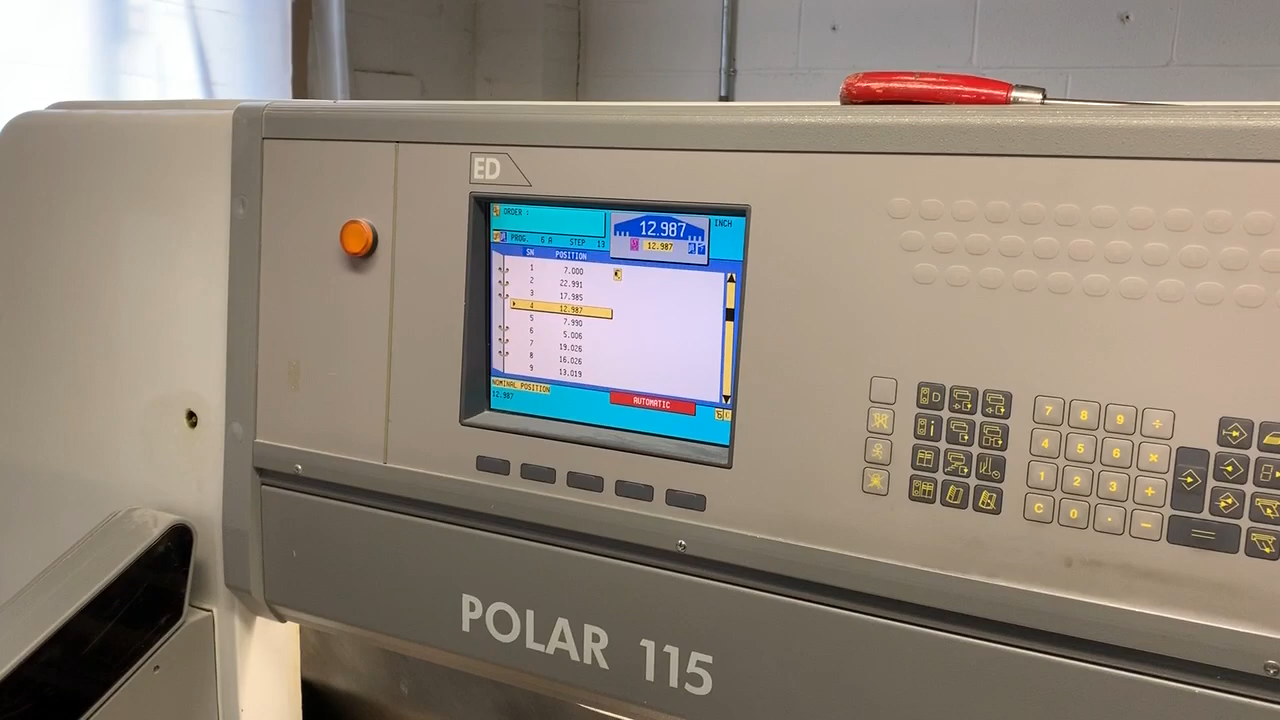 ED
ORDER :
12.987
INCH
PROG. 6 A STEP 13
12.987
SN POSITION
1 7.000
2 22.991
3 17.985
4 12.987
5 7.990
6 5.006
7 19.026
8 16.026
9 13.019
NOMINAL POSITION
12.987
AUTOMATIC
D
i
7 8 9 ÷
4 5 6 ×
1 2 3 +
C 0 . −
=
POLAR 115